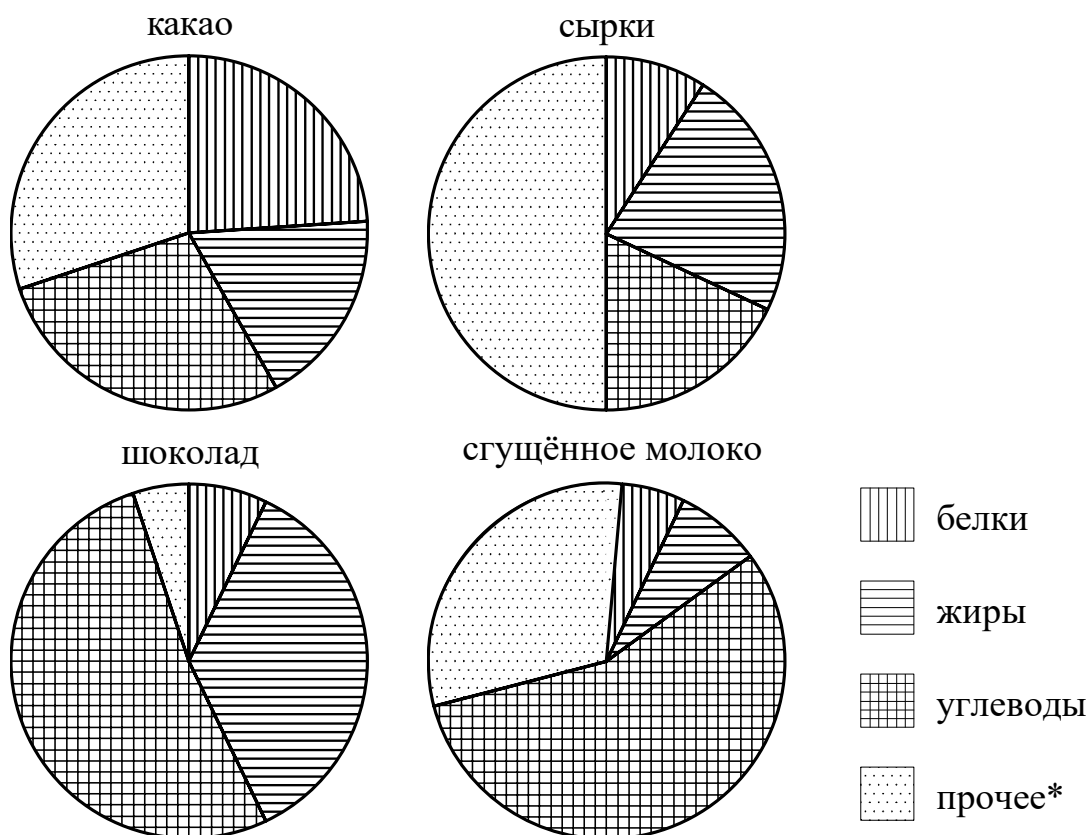 какао
сырки
шоколад
сгущённое молоко
белки
жиры
углеводы
прочее*